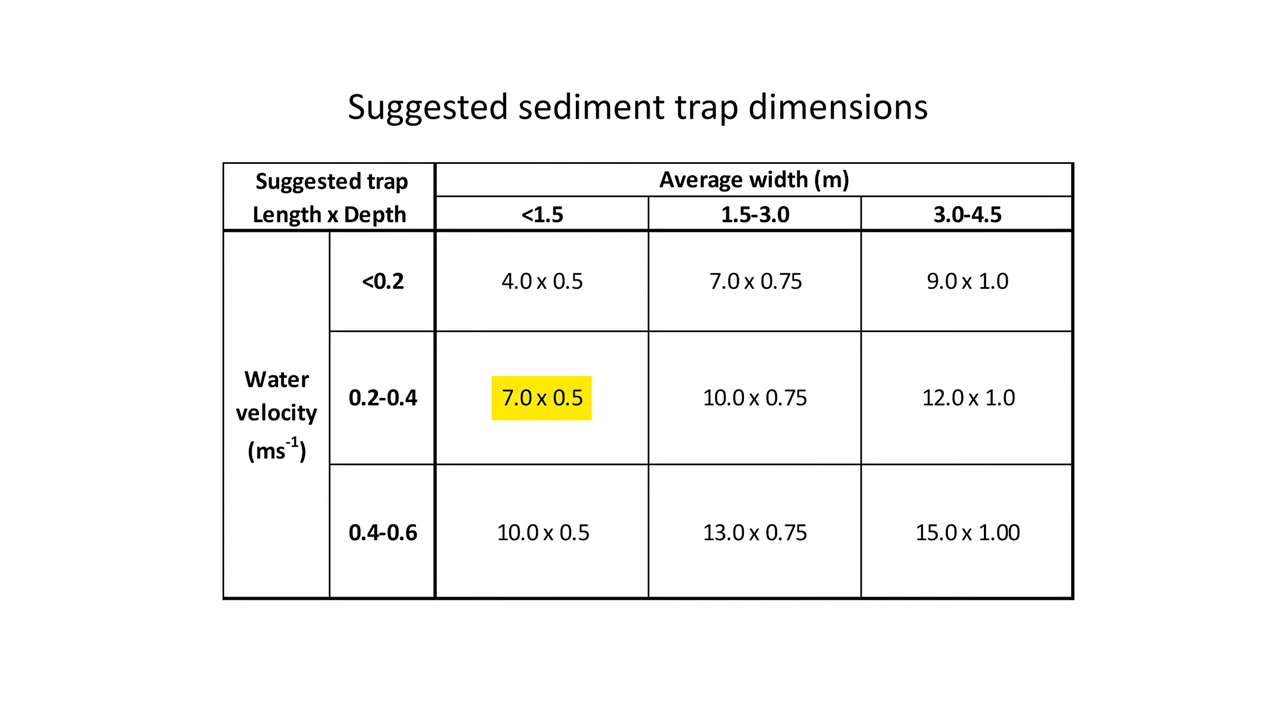 Suggested sediment trap dimensions
Suggested trap
Length x Depth
Average width (m)
<1.5
1.5-3.0
3.0-4.5
Water
velocity
(ms⁻¹)
<0.2
4.0 x 0.5
7.0 x 0.75
9.0 x 1.0
0.2-0.4
7.0 x 0.5
10.0 x 0.75
12.0 x 1.0
0.4-0.6
10.0 x 0.5
13.0 x 0.75
15.0 x 1.00